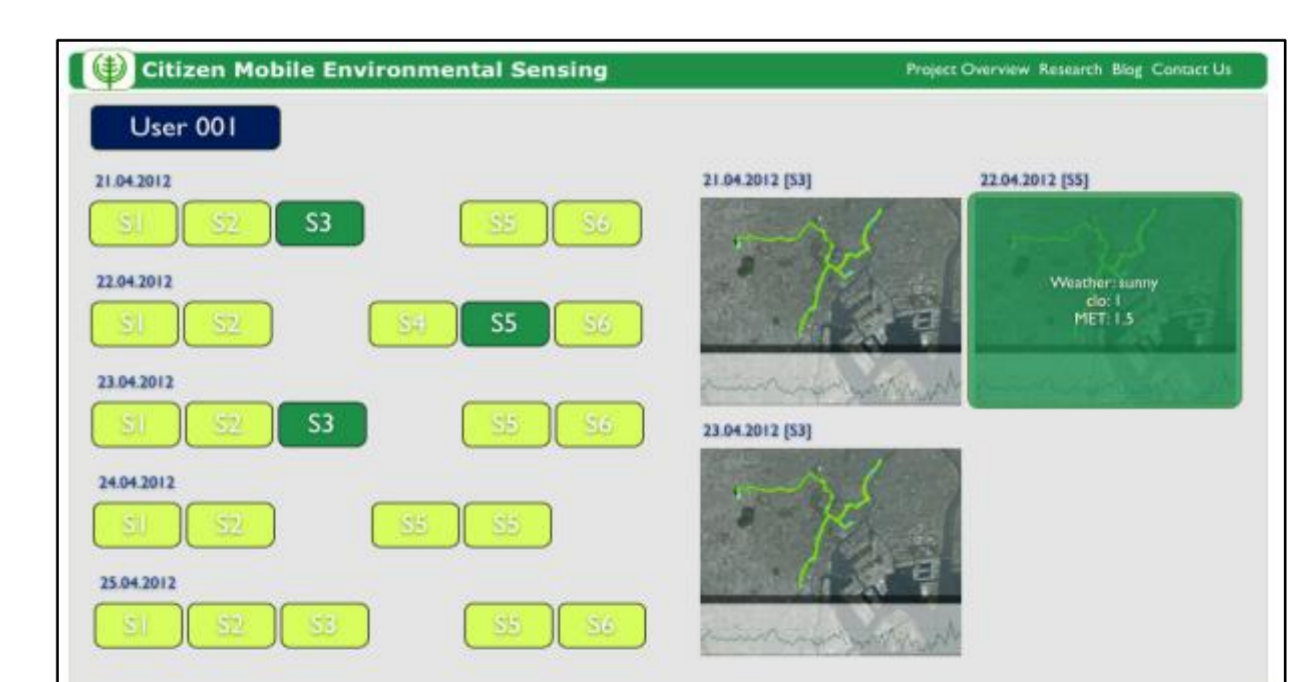 Citizen Mobile Environmental Sensing
Project Overview Research Blog Contact Us
User 001
21.04.2012
S1 S2 S3 S5 S6
22.04.2012
S1 S2 S4 S5 S6
23.04.2012
S1 S2 S3 S5 S6
24.04.2012
S1 S2 S5 S5
25.04.2012
S1 S2 S3 S5 S6
21.04.2012 [S3]
22.04.2012 [S5]
Weather: sunny
clo: 1
MET: 1.5
23.04.2012 [S3]